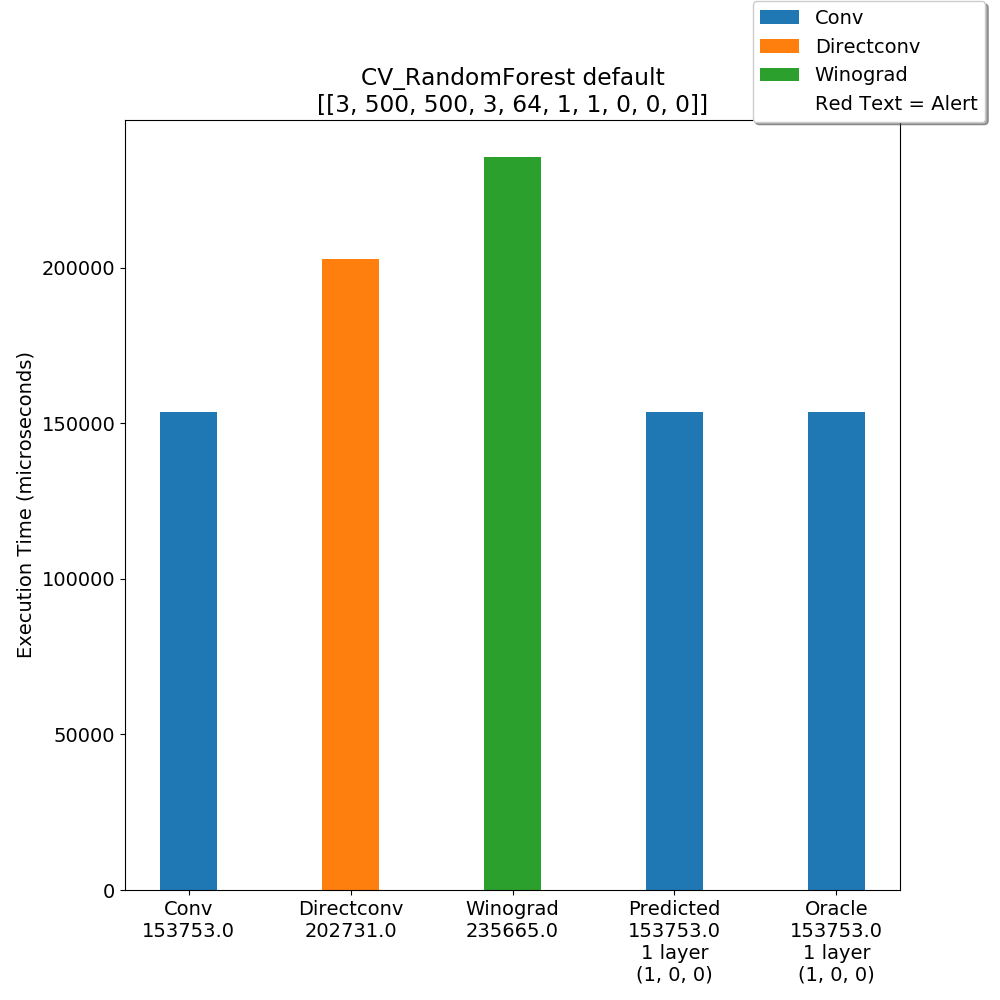 Conv
Directconv
Winograd
Red Text = Alert
CV_RandomForest default
[[3, 500, 500, 3, 64, 1, 1, 0, 0, 0]]
Execution Time (microseconds)
200000
150000
100000
50000
0
Conv
153753.0
Directconv
202731.0
Winograd
235665.0
Predicted
153753.0
1 layer
(1, 0, 0)
Oracle
153753.0
1 layer
(1, 0, 0)